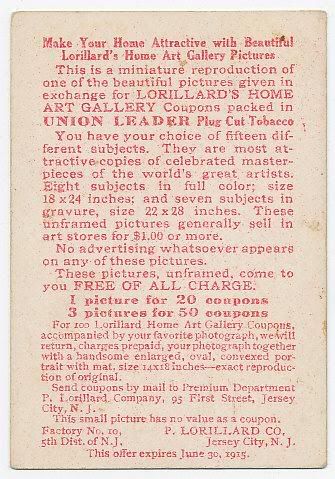 Make Your Home Attractive with Beautiful
Lorillard's Home Art Gallery Pictures
This is a miniature reproduction of
one of the beautiful pictures given in
exchange for LORILLARD'S HOME
ART GALLERY Coupons packed in
UNION LEADER Plug Cut Tobacco
You have your choice of fifteen dif-
ferent subjects. They are most at-
tractive copies of celebrated master-
pieces of the world's great artists.
Eight subjects in full color; size
18 x 24 inches; and seven subjects in
gravure, size 22 x 28 inches. These
unframed pictures generally sell in
art stores for $1.00 or more.
No advertising whatsoever appears
on any of these pictures.
These pictures, unframed, come to
you FREE OF ALL CHARGE.
1 picture for 20 coupons
3 pictures for 50 coupons
For 100 Lorillard Home Art Gallery Coupons,
accompanied by your favorite photograph, we will
return, charges prepaid, your photograph together
with a handsome enlarged, oval, convexed por-
trait with mat, size 14x18 inches—exact reproduc-
tion of original.
Send coupons by mail to Premium Department
P. Lorillard Company, 95 First Street, Jersey
City, N. J.
This small picture has no value as a coupon.
Factory No. 10, P. LORILLARD CO.
5th Dist. of N.J. Jersey City, N. J.
This offer expires June 30, 1915.